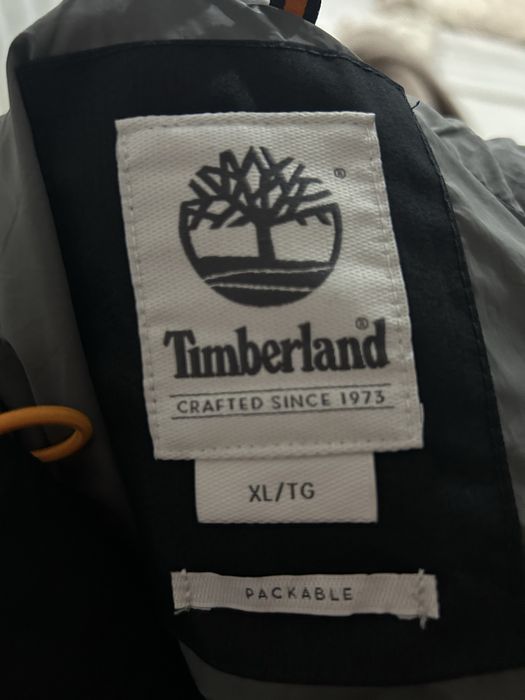 ®
Timberland®
CRAFTED SINCE 1973
XL/TG
PACKABLE